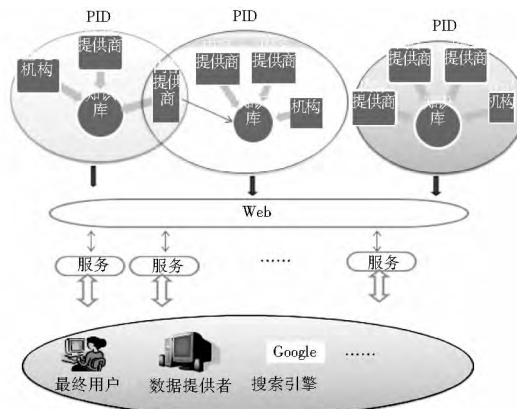 PID
PID
PID
提供商
机构
提供商
库
提供商
提供商
机构
库
提供商
提供商
提供商
机构
库
Web
服务
服务
……
服务
Google
……
最终用户
数据提供者
搜索引擎